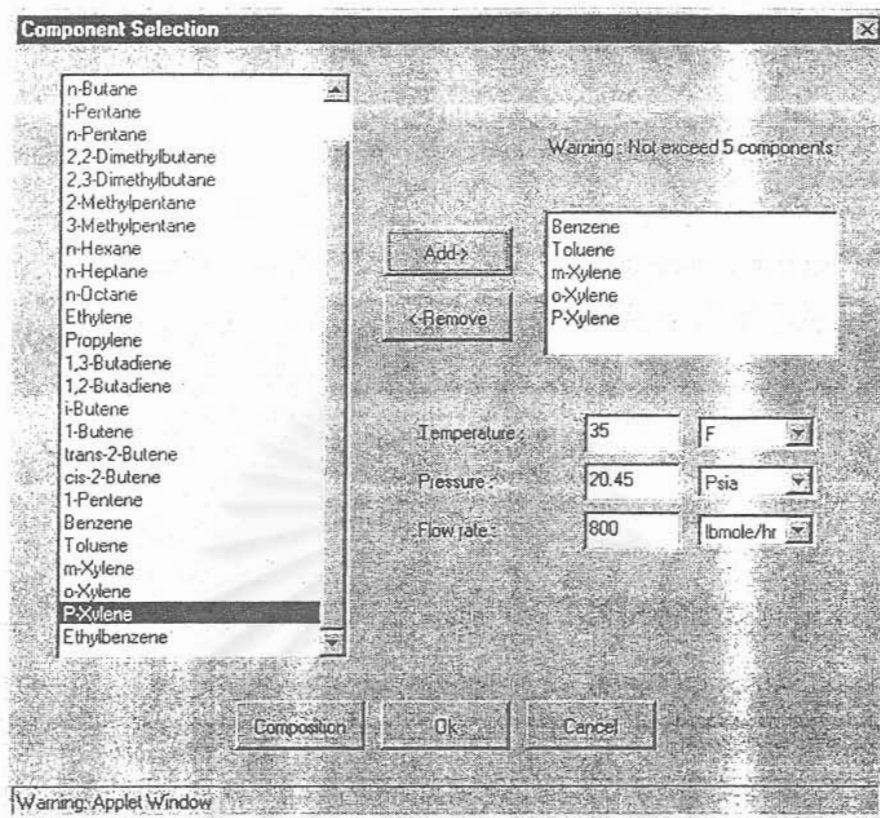 Component Selection
n-Butane
i-Pentane
n-Pentane
2,2-Dimethylbutane
2,3-Dimethylbutane
2-Methylpentane
3-Methylpentane
n-Hexane
n-Heptane
n-Octane
Ethylene
Propylene
1,3-Butadiene
1,2-Butadiene
i-Butene
1-Butene
trans-2-Butene
cis-2-Butene
1-Pentene
Benzene
Toluene
m-Xylene
o-Xylene
P-Xylene
Ethylbenzene
Add->
<-Remove
Warning : Not exceed 5 components
Benzene
Toluene
m-Xylene
o-Xylene
P-Xylene
Temperature : 35 F
Pressure : 20.45 Psia
Flow rate : 800 lbmole/hr
Composition Ok Cancel
Warning: Applet Window